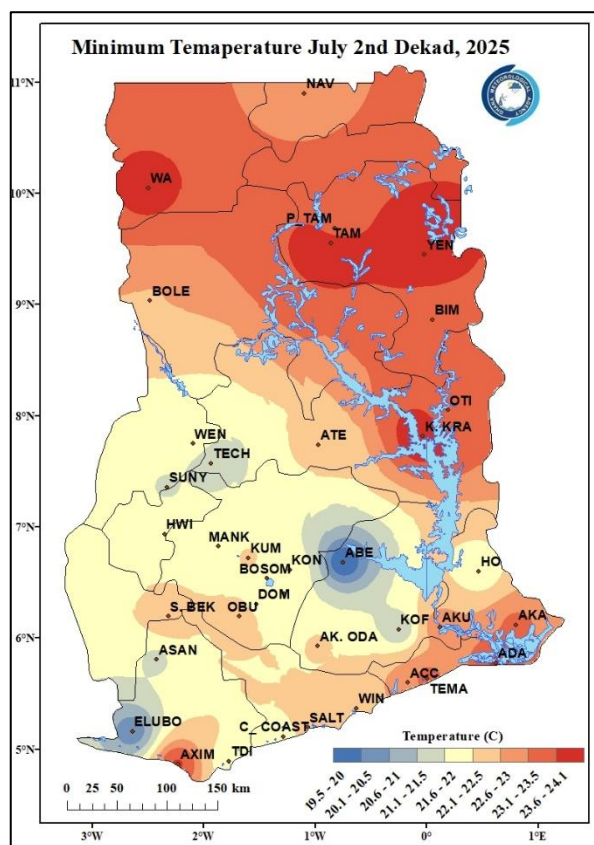 Minimum Temaperature July 2nd Dekad, 2025
11°N
NAV
WA
10°N
P_TAM
TAM
YEN
BOLE
9°N
BIM
OTI
8°N
K. KRA
WEN
ATE
TECH
SUNY
7°N
HWI
MANK
KUM
KON
ABE
HO
BOSOM
DOM
S. BEK
OBU
6°N
KOF
AKU
AKA
AK. ODA
ASAN
ADA
ACC
TEMA
WIN
ELUBO
C_COAST
SALT
5°N
AXIM
TDI
Temperature (C)
0 25 50 100 150 km
19.5 - 20
20.1 - 20.5
20.6 - 21
21.1 - 21.5
21.6 - 22
22.1 - 22.5
22.6 - 23
23.1 - 23.5
23.6 - 24.1
3°W
2°W
1°W
0°
1°E